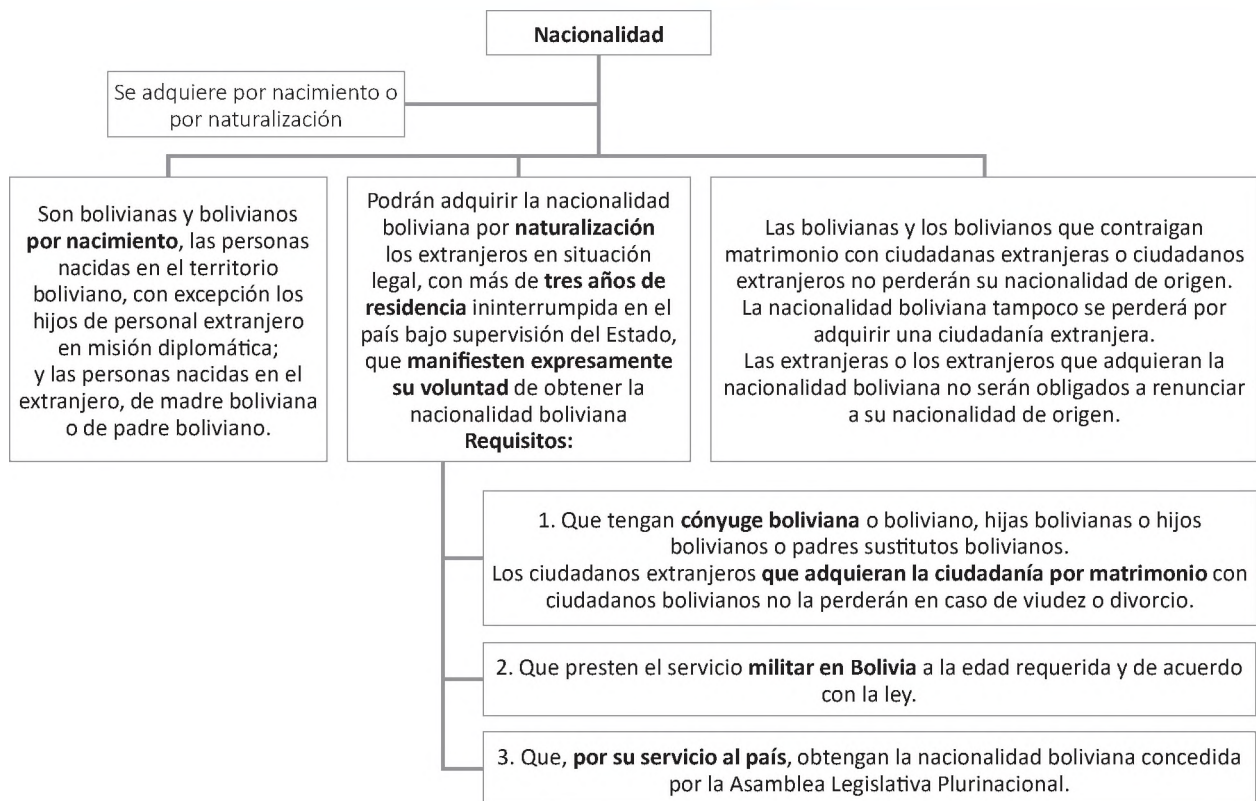 Nacionalidad
Se adquiere por nacimiento o
por naturalización
Son bolivianas y bolivianos
por nacimiento, las personas
nacidas en el territorio
boliviano, con excepción los
hijos de personal extranjero
en misión diplomática;
y las personas nacidas en el
extranjero, de madre boliviana
o de padre boliviano.
Podrán adquirir la nacionalidad
boliviana por naturalización
los extranjeros en situación
legal, con más de tres años de
residencia ininterrumpida en el
país bajo supervisión del Estado,
que manifiesten expresamente
su voluntad de obtener la
nacionalidad boliviana
Requisitos:
Las bolivianas y los bolivianos que contraigan
matrimonio con ciudadanas extranjeras o ciudadanos
extranjeros no perderán su nacionalidad de origen.
La nacionalidad boliviana tampoco se perderá por
adquirir una ciudadanía extranjera.
Las extranjeras o los extranjeros que adquieran la
nacionalidad boliviana no serán obligados a renunciar
a su nacionalidad de origen.
1. Que tengan cónyuge boliviana o boliviano, hijas bolivianas o hijos
bolivianos o padres sustitutos bolivianos.
Los ciudadanos extranjeros que adquieran la ciudadanía por matrimonio con
ciudadanos bolivianos no la perderán en caso de viudez o divorcio.
2. Que presten el servicio militar en Bolivia a la edad requerida y de acuerdo
con la ley.
3. Que, por su servicio al país, obtengan la nacionalidad boliviana concedida
por la Asamblea Legislativa Plurinacional.